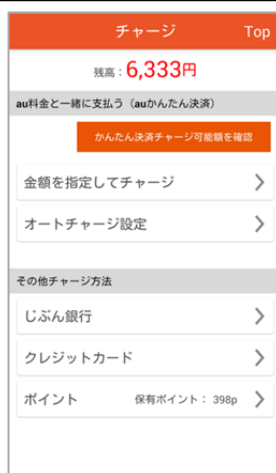 チャージ Top
残高：6,333円
au料金と一緒に支払う（auかんたん決済）
かんたん決済チャージ可能額を確認
金額を指定してチャージ
オートチャージ設定
その他チャージ方法
じぶん銀行
クレジットカード
ポイント 保有ポイント： 398p